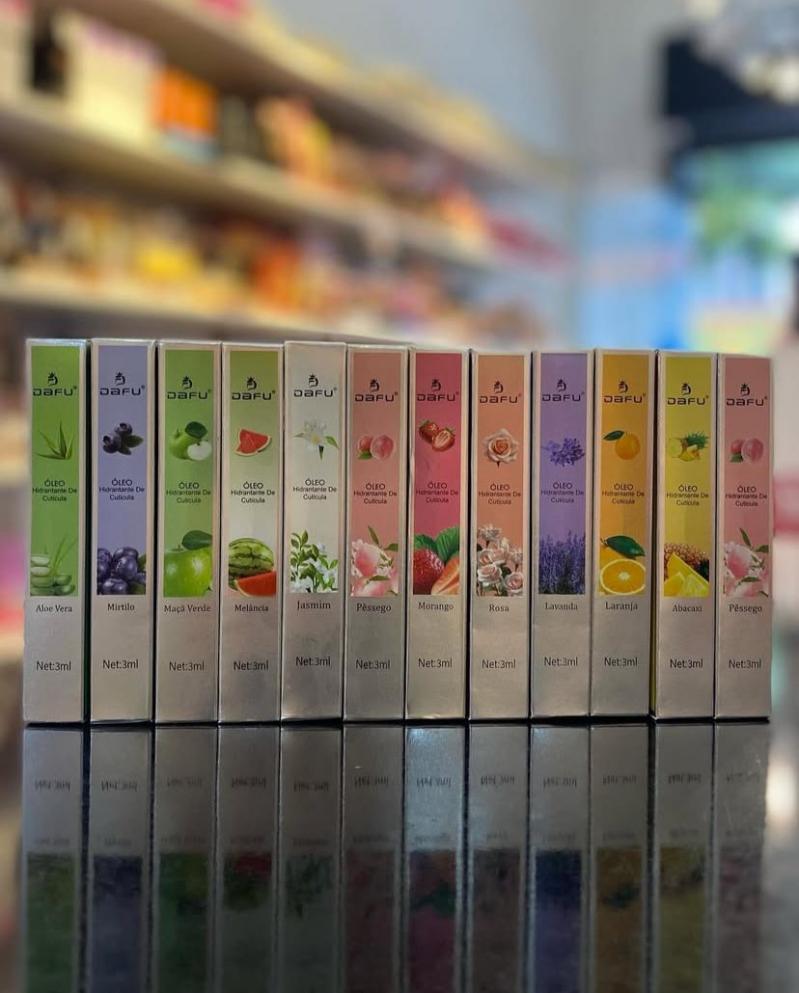 DAFU®
ÓLEO
Hidratante De
Cutícula
Aloe Vera
Net:3ml
DAFU®
ÓLEO
Hidratante De
Cutícula
Mirtilo
Net:3ml
DAFU®
ÓLEO
Hidratante De
Cutícula
Maçã Verde
Net:3ml
DAFU®
ÓLEO
Hidratante De
Cutícula
Melância
Net:3ml
DAFU®
ÓLEO
Hidratante De
Cutícula
Jasmim
Net:3ml
DAFU®
ÓLEO
Hidratante De
Cutícula
Pêssego
Net:3ml
DAFU®
ÓLEO
Hidratante De
Cutícula
Morango
Net:3ml
DAFU®
ÓLEO
Hidratante De
Cutícula
Rosa
Net:3ml
DAFU®
ÓLEO
Hidratante De
Cutícula
Lavanda
Net:3ml
DAFU®
ÓLEO
Hidratante De
Cutícula
Laranja
Net:3ml
DAFU®
ÓLEO
Hidratante De
Cutícula
Abacaxi
Net:3ml
DAFU®
ÓLEO
Hidratante De
Cutícula
Pêssego
Net:3ml